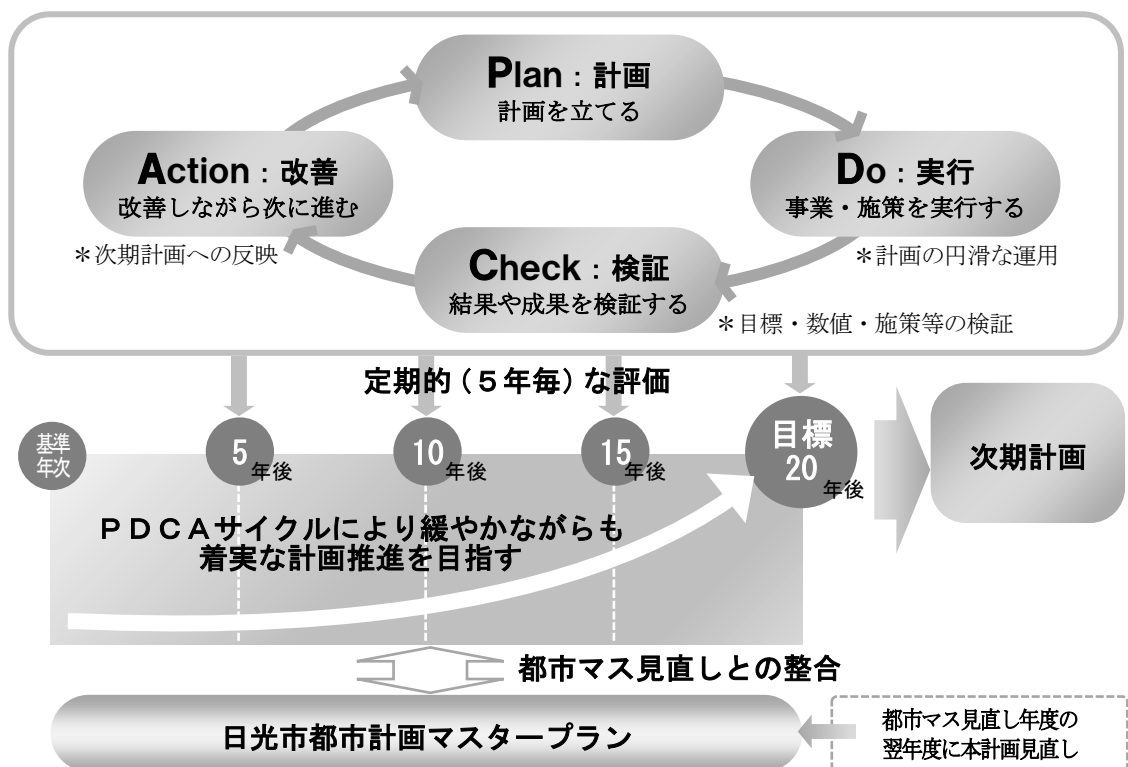 Plan：計画
計画を立てる
Action：改善
改善しながら次に進む
Do：実行
事業・施策を実行する
＊次期計画への反映
Check：検証
結果や成果を検証する
＊計画の円滑な運用
＊目標・数値・施策等の検証
定期的（５年毎）な評価
基準
年次
5
年後
10
年後
15
年後
目標
20
年後
次期計画
ＰＤＣＡサイクルにより緩やかながらも
着実な計画推進を目指す
都市マス見直しとの整合
日光市都市計画マスタープラン
都市マス見直し年度の
翌年度に本計画見直し